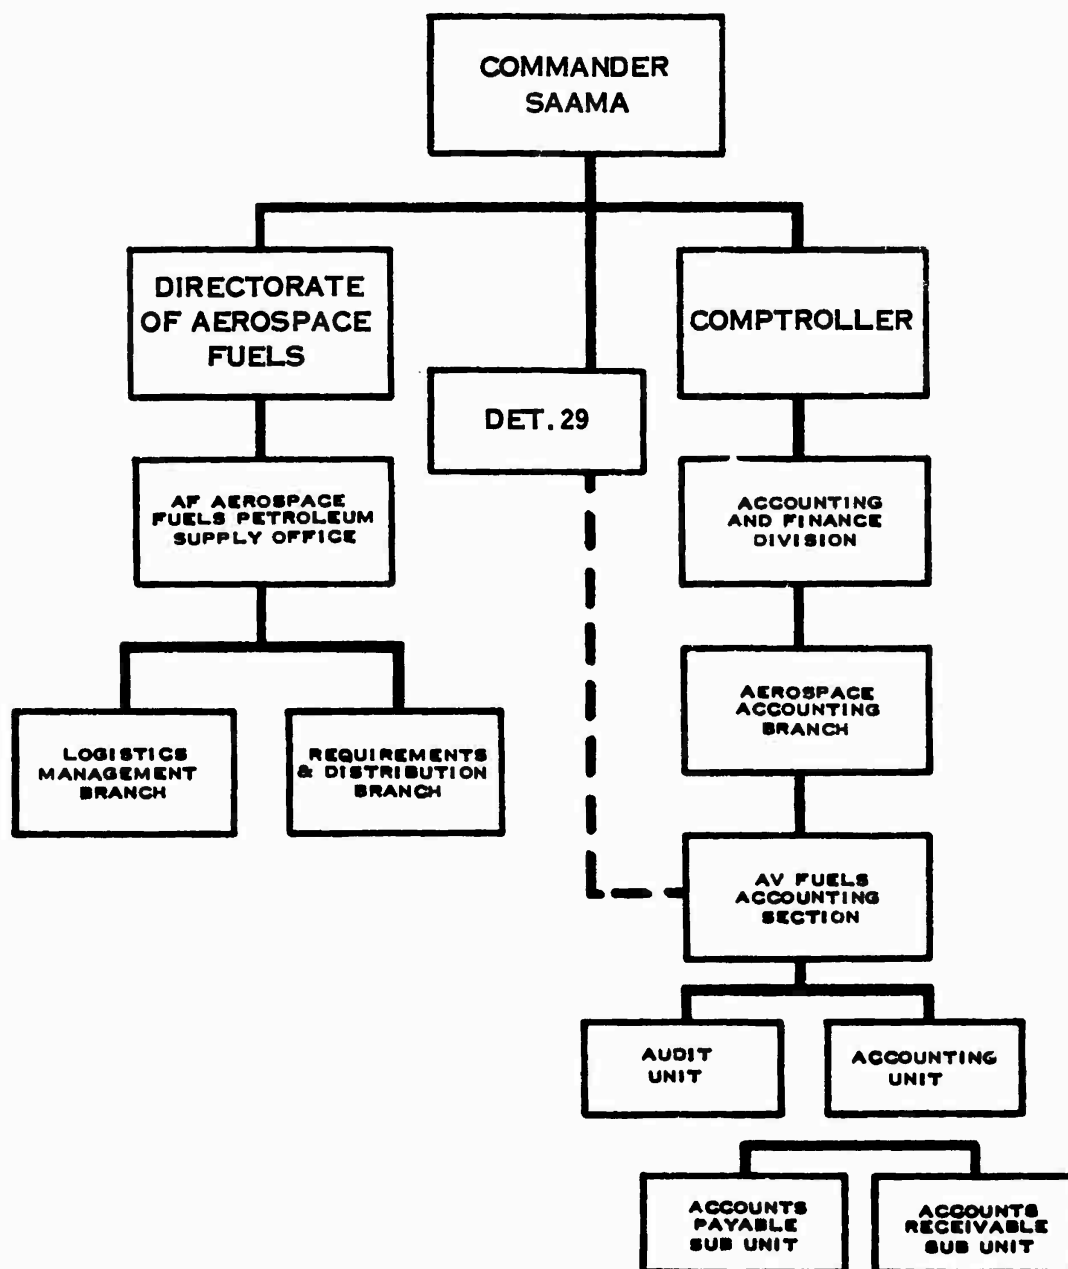 COMMANDER
SAAMA
DIRECTORATE
OF AEROSPACE
FUELS
COMPTROLLER
DET. 29
AF AEROSPACE
FUELS PETROLEUM
SUPPLY OFFICE
ACCOUNTING
AND FINANCE
DIVISION
AEROSPACE
ACCOUNTING
BRANCH
LOGISTICS
MANAGEMENT
BRANCH
REQUIREMENTS
& DISTRIBUTION
BRANCH
AV FUELS
ACCOUNTING
SECTION
AUDIT
UNIT
ACCOUNTING
UNIT
ACCOUNTS
PAYABLE
SUB UNIT
ACCOUNTS
RECEIVABLE
SUB UNIT